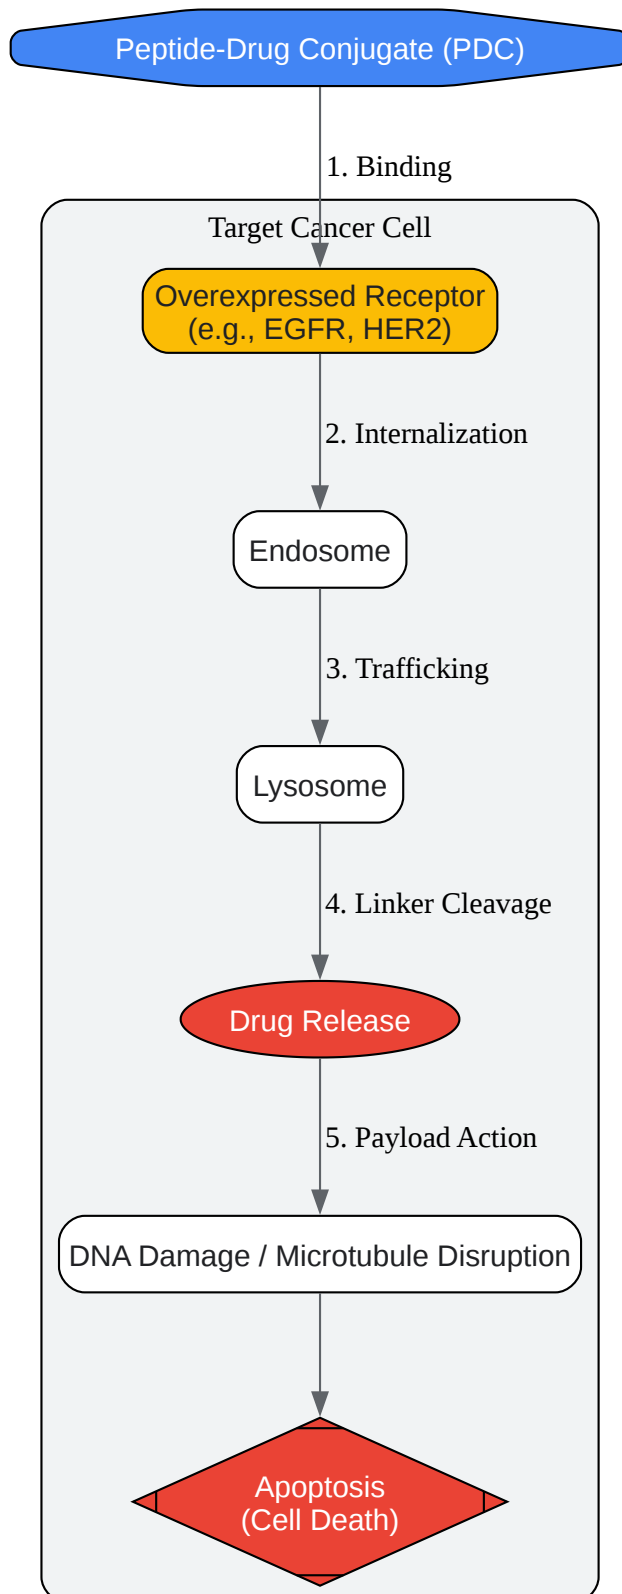 Peptide-Drug Conjugate (PDC)
1. Binding
Target Cancer Cell
Overexpressed Receptor
(e.g., EGFR, HER2)
2. Internalization
Endosome
3. Trafficking
Lysosome
4. Linker Cleavage
Drug Release
5. Payload Action
DNA Damage / Microtubule Disruption
Apoptosis
(Cell Death)